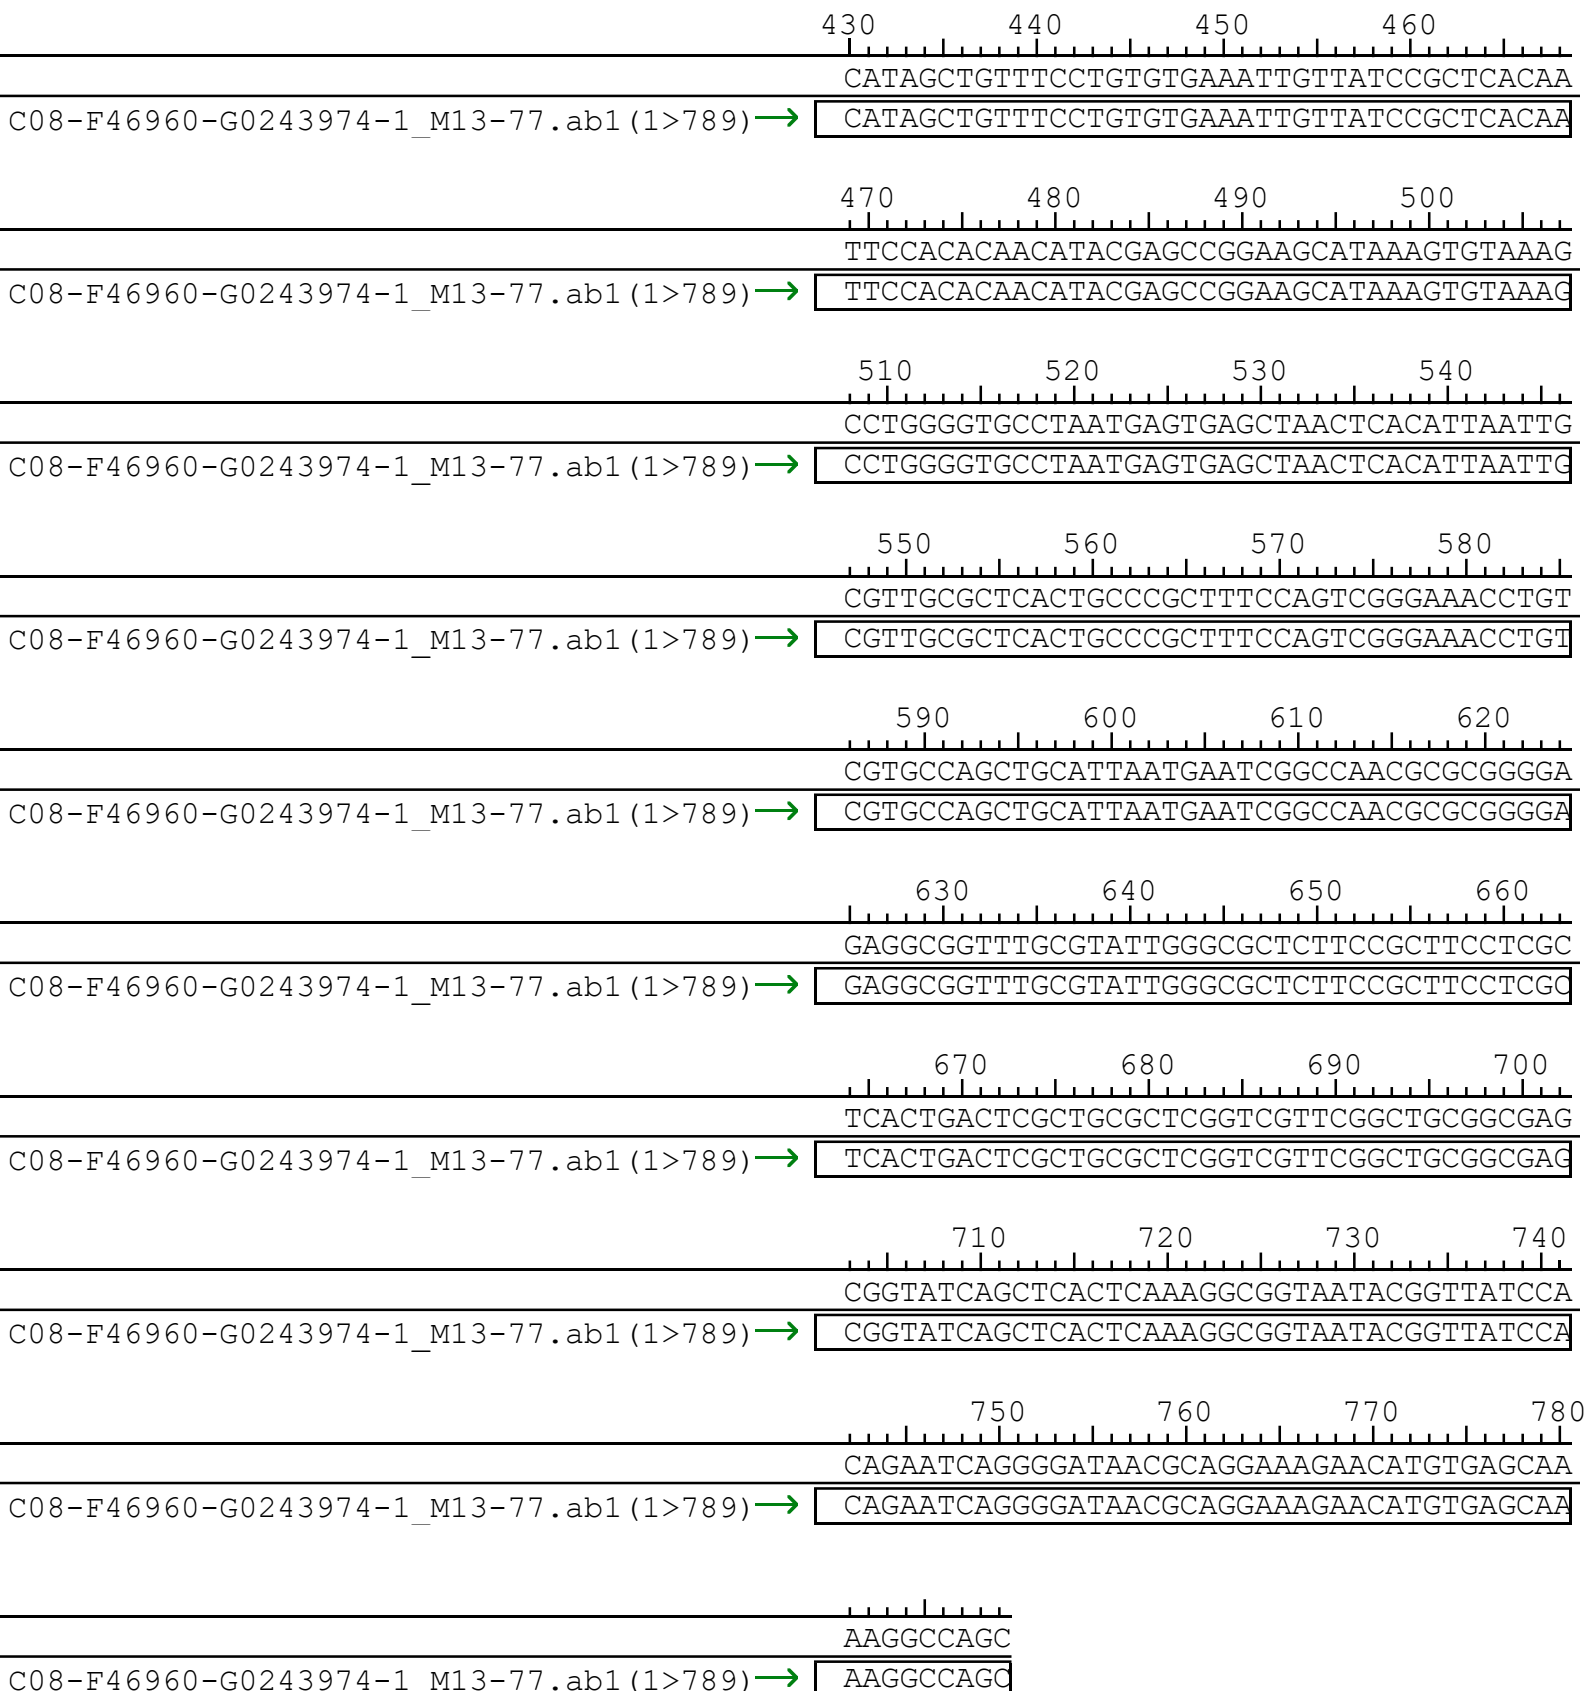 430 440 450 460
CATAGCTGTTTCCTGTGTGAAATTGTTATCCGCTCACAA
C08-F46960-G0243974-1_M13-77.ab1(1>789)→ CATAGCTGTTTCCTGTGTGAAATTGTTATCCGCTCACAA
470 480 490 500
TTCCACACAACATACGAGCCGGAAGCATAAAGTGTAAAG
C08-F46960-G0243974-1_M13-77.ab1(1>789)→ TTCCACACAACATACGAGCCGGAAGCATAAAGTGTAAAG
510 520 530 540
CCTGGGGTGCCTAATGAGTGAGCTAACTCACATTAATTG
C08-F46960-G0243974-1_M13-77.ab1(1>789)→ CCTGGGGTGCCTAATGAGTGAGCTAACTCACATTAATTG
550 560 570 580
CGTTGCGCTCACTGCCCGCTTTCCAGTCGGGAAACCTGT
C08-F46960-G0243974-1_M13-77.ab1(1>789)→ CGTTGCGCTCACTGCCCGCTTTCCAGTCGGGAAACCTGT
590 600 610 620
CGTGCCAGCTGCATTAATGAATCGGCCAACGCGCGGGGA
C08-F46960-G0243974-1_M13-77.ab1(1>789)→ CGTGCCAGCTGCATTAATGAATCGGCCAACGCGCGGGGA
630 640 650 660
GAGGCGGTTTGCGTATTGGGCGCTCTTCCGCTTCCTCGC
C08-F46960-G0243974-1_M13-77.ab1(1>789)→ GAGGCGGTTTGCGTATTGGGCGCTCTTCCGCTTCCTCGC
670 680 690 700
TCACTGACTCGCTGCGCTCGGTCGTTCGGCTGCGGCGAG
C08-F46960-G0243974-1_M13-77.ab1(1>789)→ TCACTGACTCGCTGCGCTCGGTCGTTCGGCTGCGGCGAG
710 720 730 740
CGGTATCAGCTCACTCAAAGGCGGTAATACGGTTATCCA
C08-F46960-G0243974-1_M13-77.ab1(1>789)→ CGGTATCAGCTCACTCAAAGGCGGTAATACGGTTATCCA
750 760 770 780
CAGAATCAGGGGATAACGCAGGAAAGAACATGTGAGCAA
C08-F46960-G0243974-1_M13-77.ab1(1>789)→ CAGAATCAGGGGATAACGCAGGAAAGAACATGTGAGCAA
AAGGCCAGC
C08-F46960-G0243974-1_M13-77.ab1(1>789)→ AAGGCCAGC